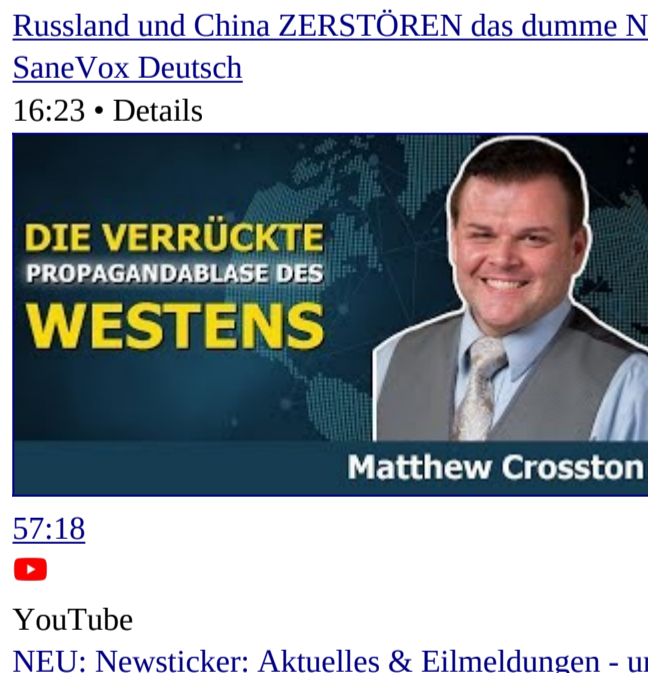 Russland und China ZERSTÖREN das dumme N
SaneVox Deutsch
16:23 • Details
DIE VERRÜCKTE
PROPAGANDABLASE DES
WESTENS
Matthew Crosston
57:18
YouTube
NEU: Newsticker: Aktuelles & Eilmeldungen - un